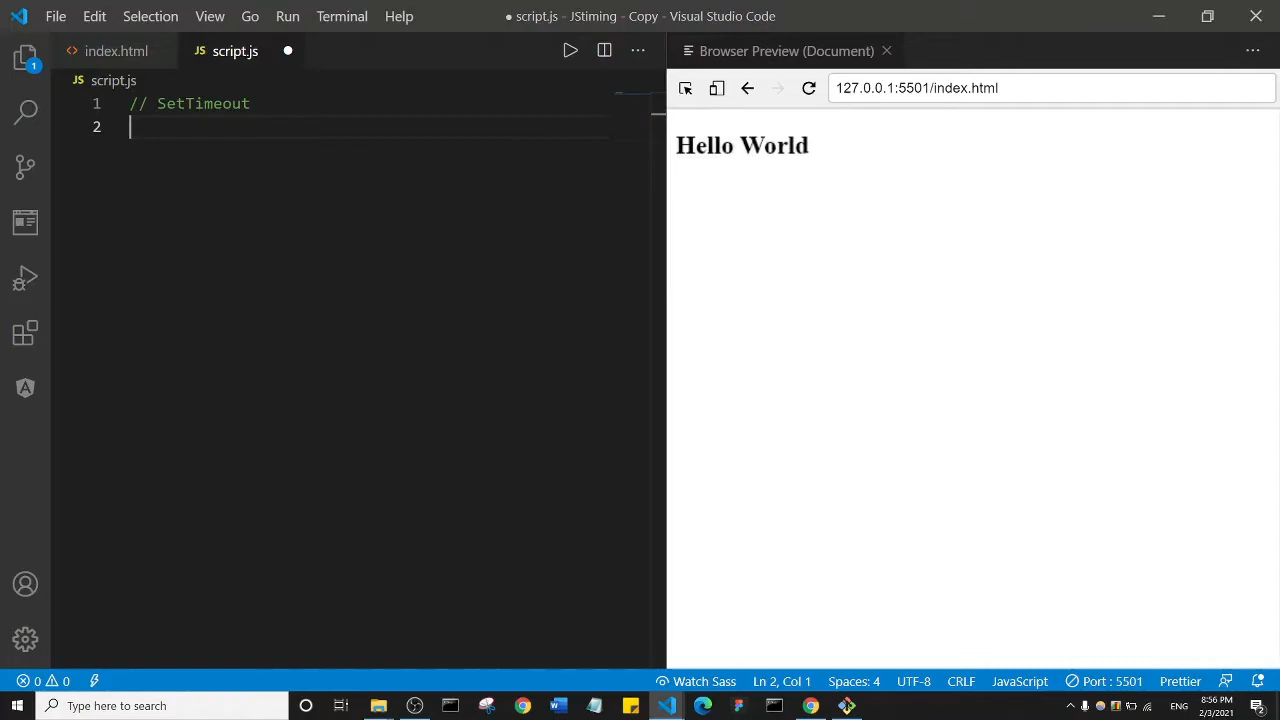 File Edit Selection View Go Run Terminal Help
● script.js - JStiming - Copy - Visual Studio Code
1
<> index.html
JS script.js ●
Browser Preview (Document)
JS script.js
127.0.0.1:5501/index.html
1 // SetTimeout
2
Hello World
0 0
Watch Sass
Ln 2, Col 1
Spaces: 4
UTF-8
CRLF
JavaScript
Port : 5501
Prettier
Type here to search
ENG
8:56 PM
2/3/2021
2